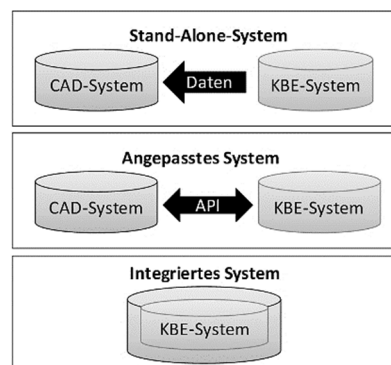 Stand-Alone-System
CAD-System
Daten
KBE-System
Angepasstes System
CAD-System
API
KBE-System
Integriertes System
KBE-System